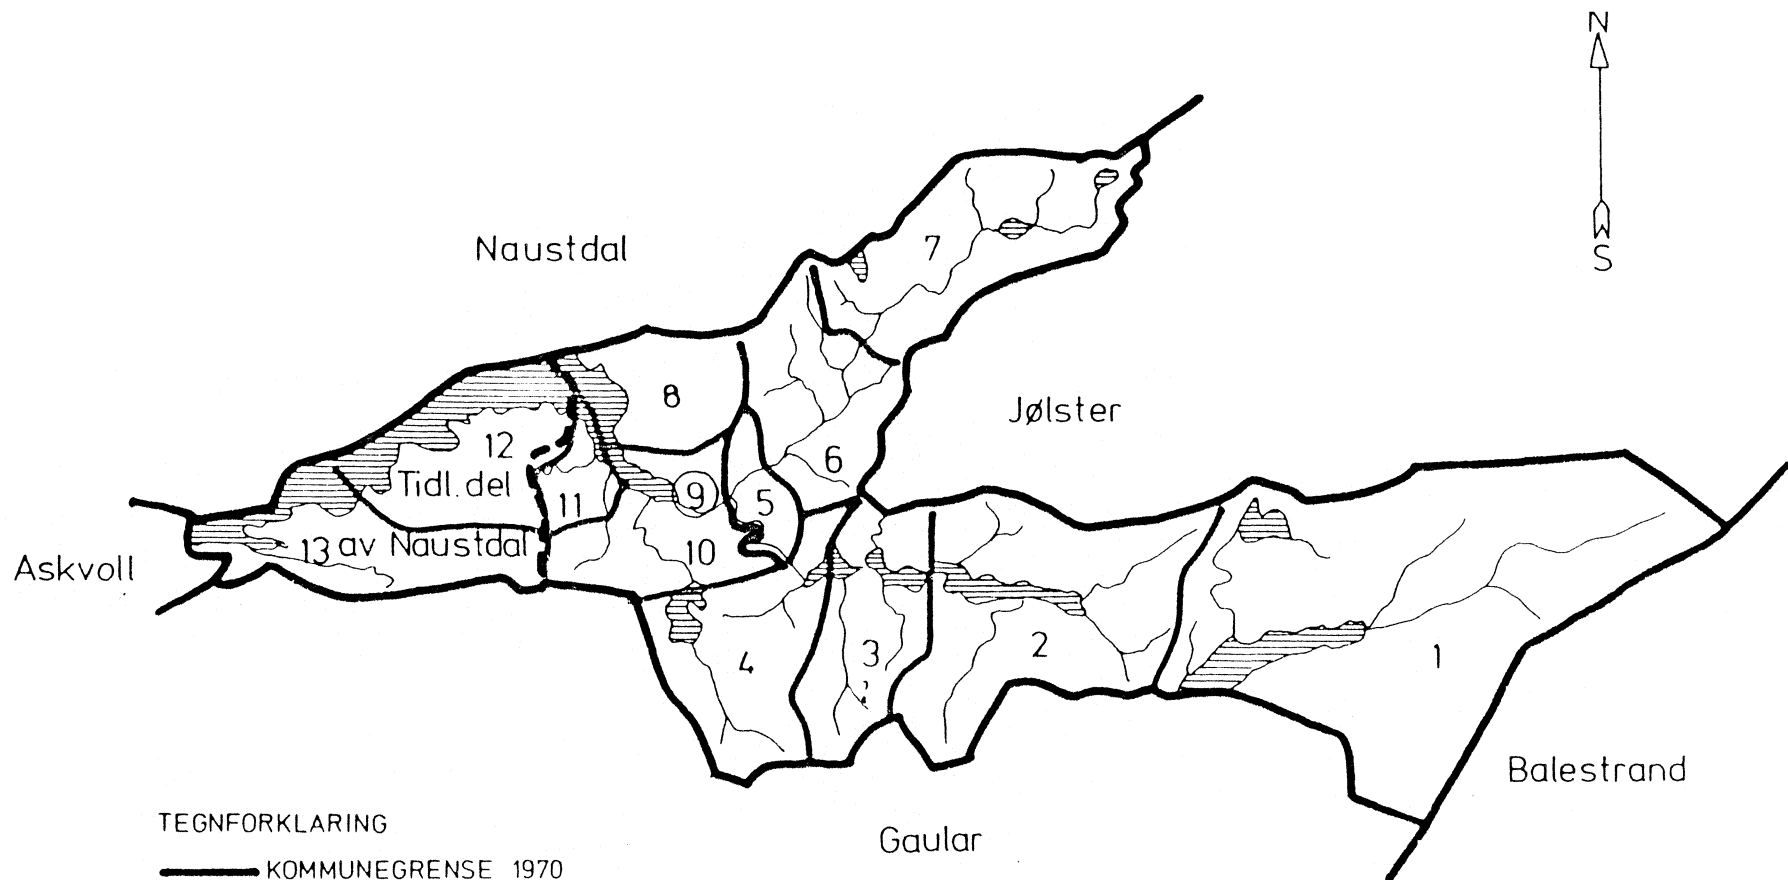 N
S
Naustdal
7
8
Jølster
12
6
Tidl. del
11
9
5
13
av Naustdal
10
Askvoll
4
3
2
1
Balestrand
TEGNFORKLARING
Gaular
KOMMUNEGRENSE 1970